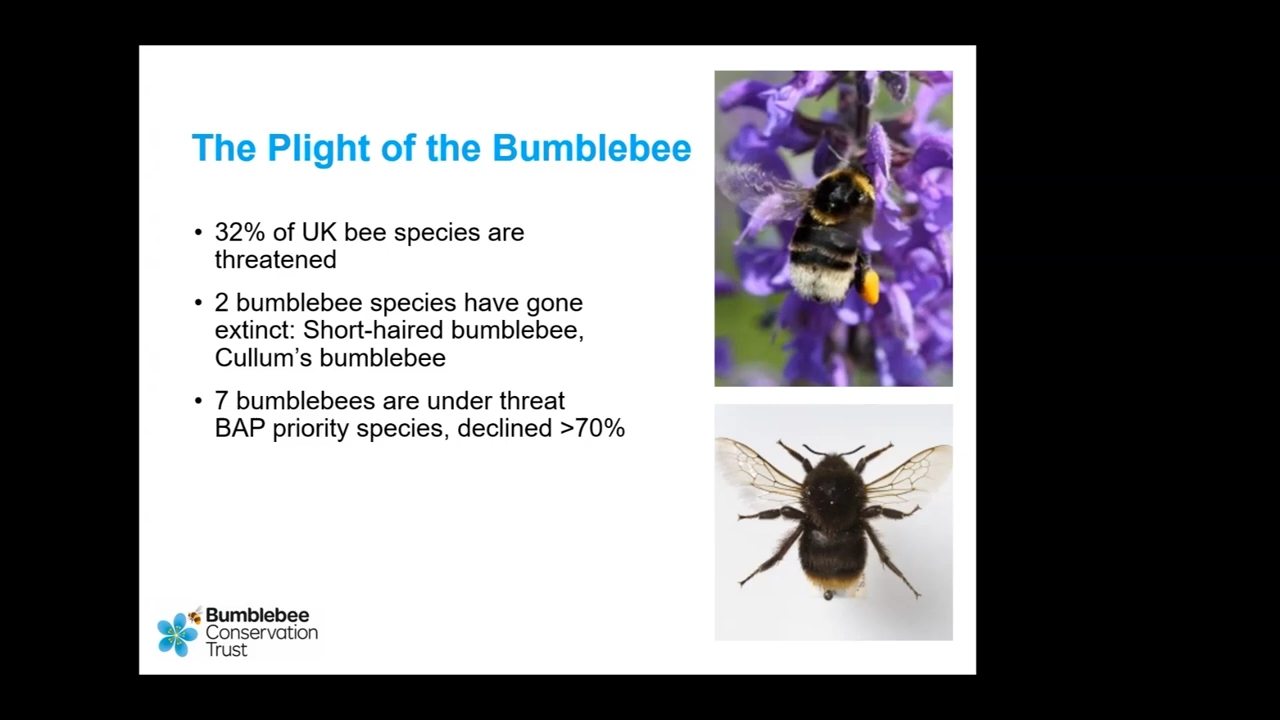 The Plight of the Bumblebee
• 32% of UK bee species are
threatened
• 2 bumblebee species have gone
extinct: Short-haired bumblebee,
Cullum’s bumblebee
• 7 bumblebees are under threat
BAP priority species, declined >70%
Bumblebee
Conservation
Trust